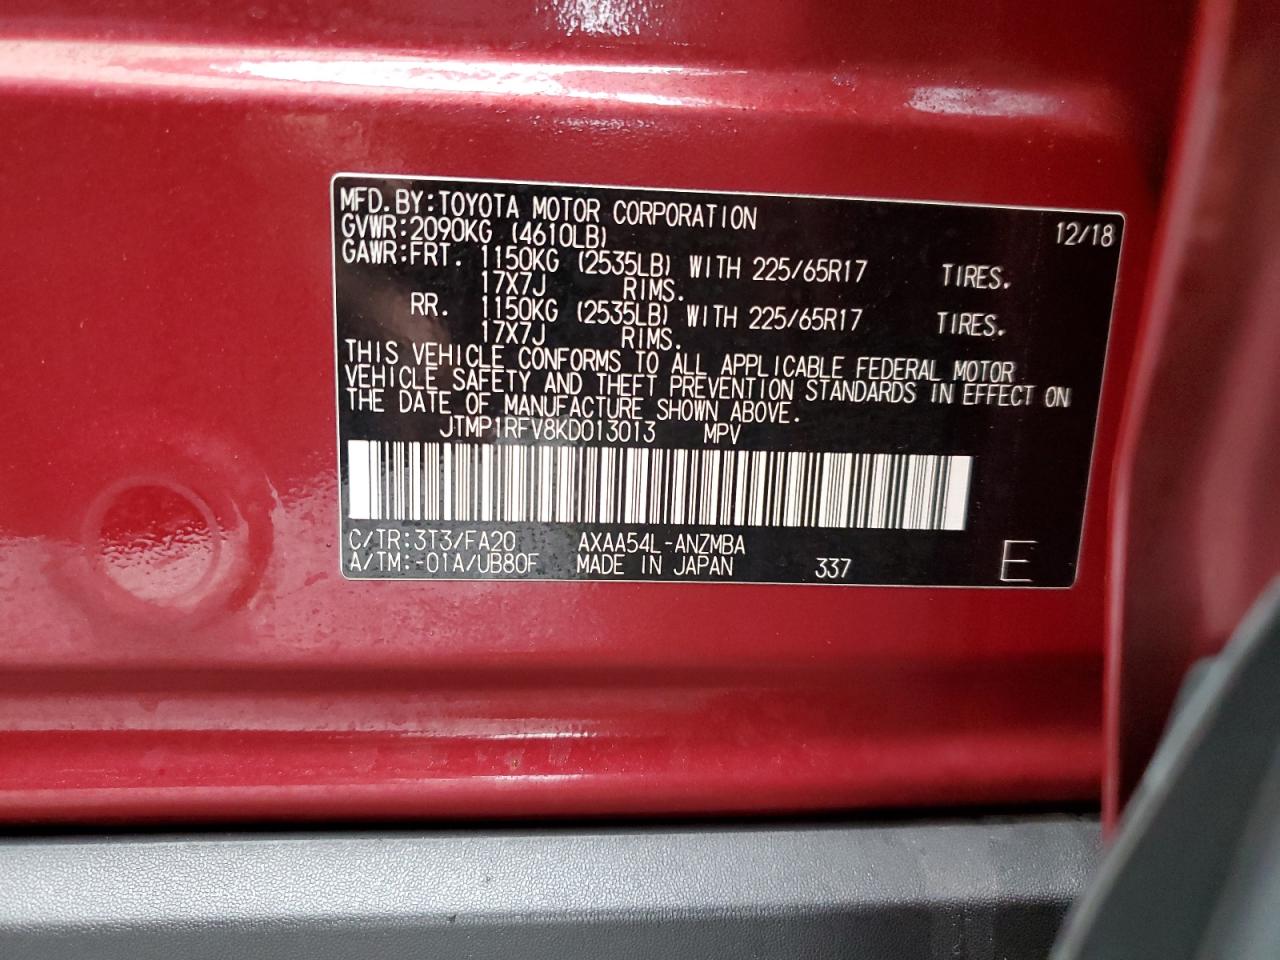 MFD.BY:TOYOTA MOTOR CORPORATION 12/18
GVWR:2090KG (4610LB)
GAWR:FRT. 1150KG (2535LB) WITH 225/65R17 TIRES.
17X7J RIMS.
RR. 1150KG (2535LB) WITH 225/65R17 TIRES.
17X7J RIMS.
THIS VEHICLE CONFORMS TO ALL APPLICABLE FEDERAL MOTOR
VEHICLE SAFETY AND THEFT PREVENTION STANDARDS IN EFFECT ON
THE DATE OF MANUFACTURE SHOWN ABOVE.
JTMP1RFV8KD013013 MPV
C/TR:3T3/FA20 AXAA54L-ANZMBA
A/TM:-01A/UB80F MADE IN JAPAN 337 E